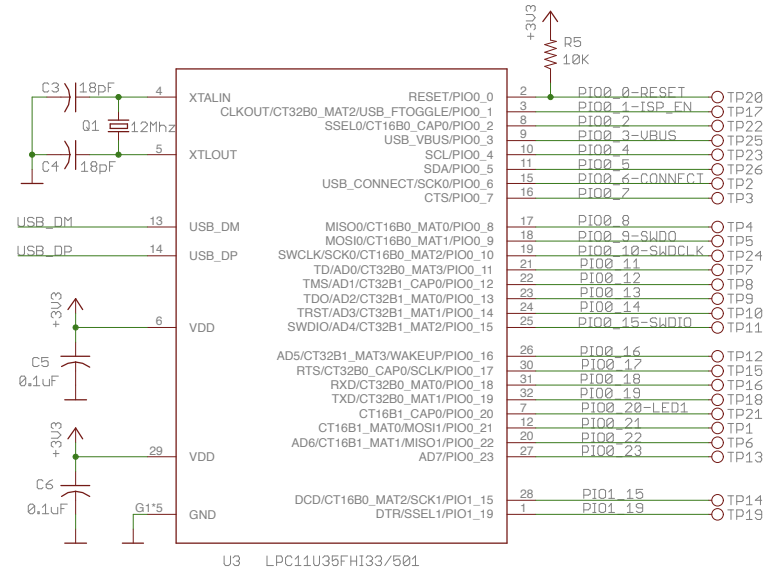 +3V3
R5
10K
C3 18pF
Q1 12Mhz
C4 18pF
4 XTALIN
5 XTLOUT
USB_DM 13 USB_DM
USB_DP 14 USB_DP
+3V3
6 VDD
C5
0.1uF
+3V3
29 VDD
C6
0.1uF
G1*5 GND
RESET/PIO0_0 2 PIO0_0-RESET TP20
CLKOUT/CT32B0_MAT2/USB_FTOGGLE/PIO0_1 3 PIO0_1-ISP_EN TP17
SSEL0/CT16B0_CAP0/PIO0_2 8 PIO0_2 TP22
USB_VBUS/PIO0_3 9 PIO0_3-VBUS TP25
SCL/PIO0_4 10 PIO0_4 TP23
SDA/PIO0_5 11 PIO0_5 TP26
USB_CONNECT/SCK0/PIO0_6 15 PIO0_6-CONNECT TP2
CTS/PIO0_7 16 PIO0_7 TP3
MISO0/CT16B0_MAT0/PIO0_8 17 PIO0_8 TP4
MOSI0/CT16B0_MAT1/PIO0_9 18 PIO0_9-SWDO TP5
SWCLK/SCK0/CT16B0_MAT2/PIO0_10 19 PIO0_10-SWDCLK TP24
TD/AD0/CT32B0_MAT3/PIO0_11 21 PIO0_11 TP7
TMS/AD1/CT32B1_CAP0/PIO0_12 22 PIO0_12 TP8
TDO/AD2/CT32B1_MAT0/PIO0_13 23 PIO0_13 TP9
TRST/AD3/CT32B1_MAT1/PIO0_14 24 PIO0_14 TP10
SWDIO/AD4/CT32B1_MAT2/PIO0_15 25 PIO0_15-SWDIO TP11
AD5/CT32B1_MAT3/WAKEUP/PIO0_16 26 PIO0_16 TP12
RTS/CT32B0_CAP0/SCLK/PIO0_17 30 PIO0_17 TP15
RXD/CT32B0_MAT0/PIO0_18 31 PIO0_18 TP16
TXD/CT32B0_MAT1/PIO0_19 32 PIO0_19 TP18
CT16B1_CAP0/PIO0_20 7 PIO0_20-LED1 TP21
CT16B1_MAT0/MOSI1/PIO0_21 12 PIO0_21 TP1
AD6/CT16B1_MAT1/MISO1/PIO0_22 20 PIO0_22 TP6
AD7/PIO0_23 27 PIO0_23 TP13
DCD/CT16B0_MAT2/SCK1/PIO1_15 28 PIO1_15 TP14
DTR/SSEL1/PIO1_19 1 PIO1_19 TP19
U3 LPC11U35FHI33/501